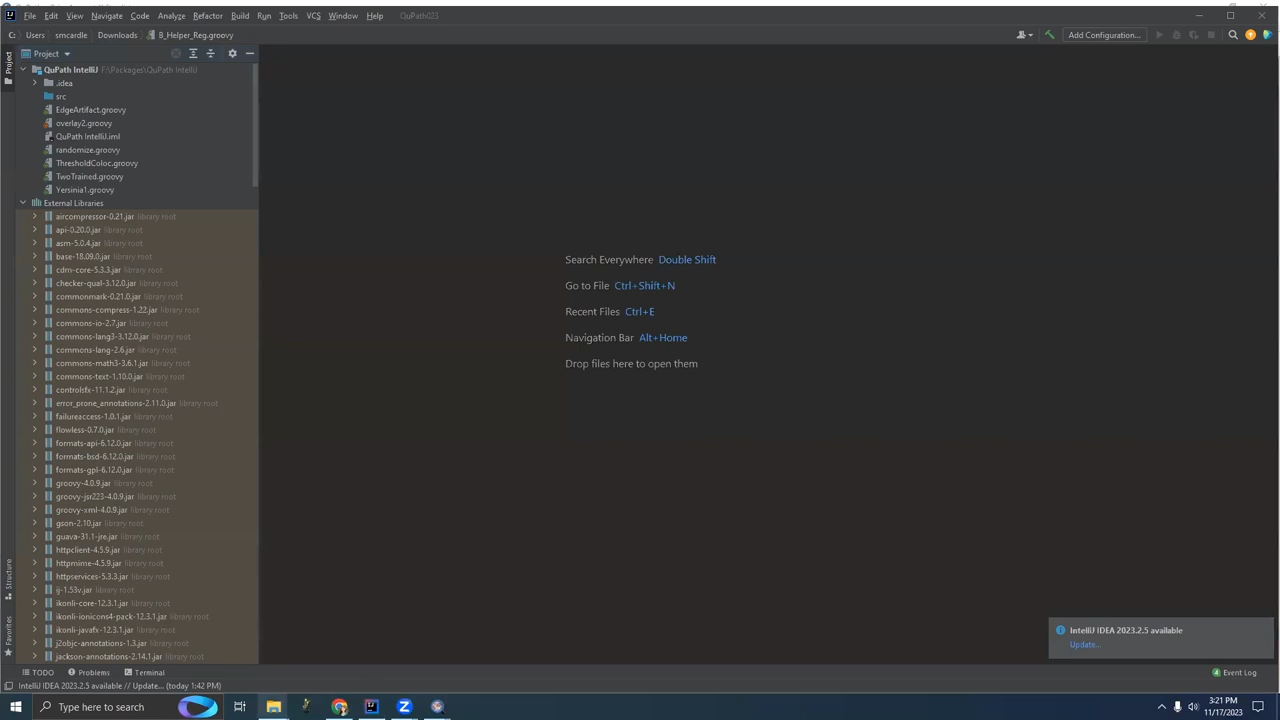 File Edit View Navigate Code Analyze Refactor Build Run Tools VCS Window Help QuPath023
C: Users smcardle Downloads B_Helper_Reg.groovy Add Configuration...
Project
Project
QuPath IntelliJ F:\Packages\QuPath IntelliJ
.idea
src
EdgeArtifact.groovy
overlay2.groovy
QuPath IntelliJ.iml
randomize.groovy
ThresholdColoc.groovy
TwoTrained.groovy
Yersinia1.groovy
External Libraries
aircompressor-0.21.jar library root
api-0.20.0.jar library root
asm-5.0.4.jar library root
base-18.09.0.jar library root
cdm-core-5.3.3.jar library root
checker-qual-3.12.0.jar library root
commonmark-0.21.0.jar library root
commons-compress-1.22.jar library root
commons-io-2.7.jar library root
commons-lang3-3.12.0.jar library root
commons-lang-2.6.jar library root
commons-math3-3.6.1.jar library root
commons-text-1.10.0.jar library root
controlsfx-11.1.2.jar library root
error_prone_annotations-2.11.0.jar library root
failureaccess-1.0.1.jar library root
flowless-0.7.0.jar library root
formats-api-6.12.0.jar library root
formats-bsd-6.12.0.jar library root
formats-gpl-6.12.0.jar library root
groovy-4.0.9.jar library root
groovy-jsr223-4.0.9.jar library root
groovy-xml-4.0.9.jar library root
gson-2.10.jar library root
guava-31.1-jre.jar library root
httpclient-4.5.9.jar library root
httpmime-4.5.9.jar library root
httpservices-5.3.3.jar library root
ij-1.53v.jar library root
ikonli-core-12.3.1.jar library root
ikonli-ionicons4-pack-12.3.1.jar library root
ikonli-javafx-12.3.1.jar library root
j2objc-annotations-1.3.jar library root
jackson-annotations-2.14.1.jar library root
Structure
Favorites
Search Everywhere Double Shift
Go to File Ctrl+Shift+N
Recent Files Ctrl+E
Navigation Bar Alt+Home
Drop files here to open them
IntelliJ IDEA 2023.2.5 available
Update...
TODO Problems Terminal 4 Event Log
IntelliJ IDEA 2023.2.5 available // Update... (today 1:42 PM)
Type here to search
3:21 PM
11/17/2023